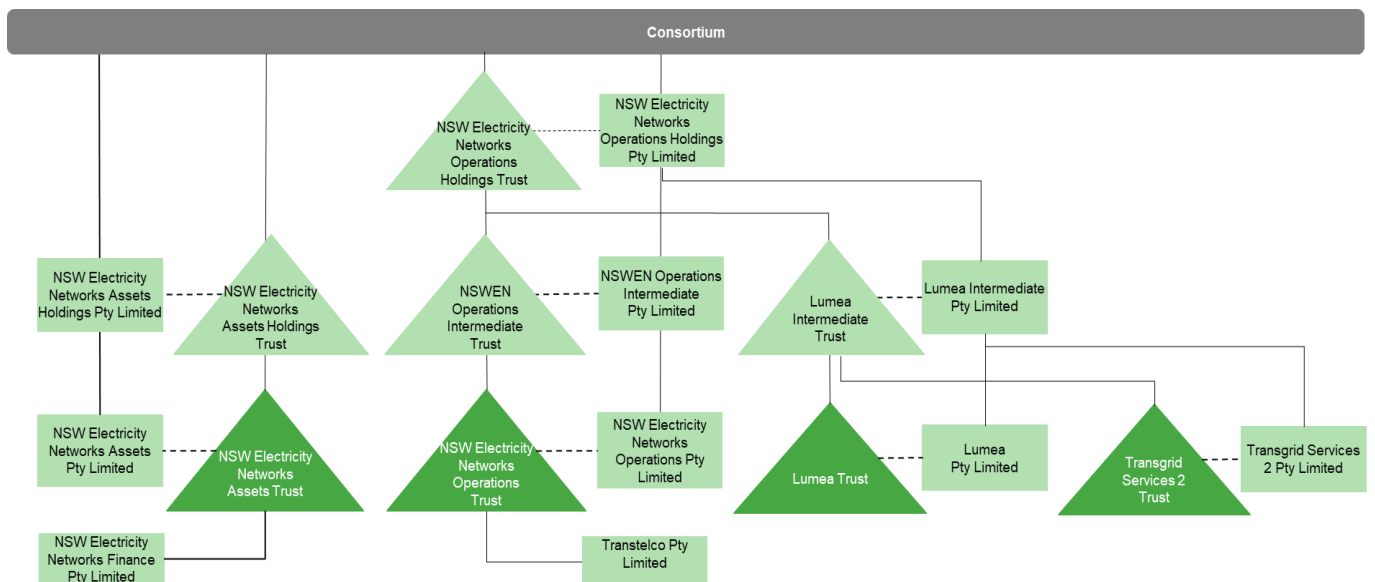 Consortium
NSW Electricity
Networks
Operations
Holdings Trust
NSW Electricity
Networks
Operations Holdings
Pty Limited
NSW Electricity
Networks Assets
Holdings Pty Limited
NSW Electricity
Networks
Assets Holdings
Trust
NSWEN
Operations
Intermediate
Trust
NSWEN Operations
Intermediate
Pty Limited
Lumea
Intermediate
Trust
Lumea Intermediate
Pty Limited
NSW Electricity
Networks Assets
Pty Limited
NSW Electricity
Networks
Assets Trust
NSW Electricity
Networks
Operations
Trust
NSW Electricity
Networks
Operations Pty
Limited
Lumea Trust
Lumea
Pty Limited
Transgrid
Services 2
Trust
Transgrid Services
2 Pty Limited
NSW Electricity
Networks Finance
Pty Limited
Transtelco Pty
Limited